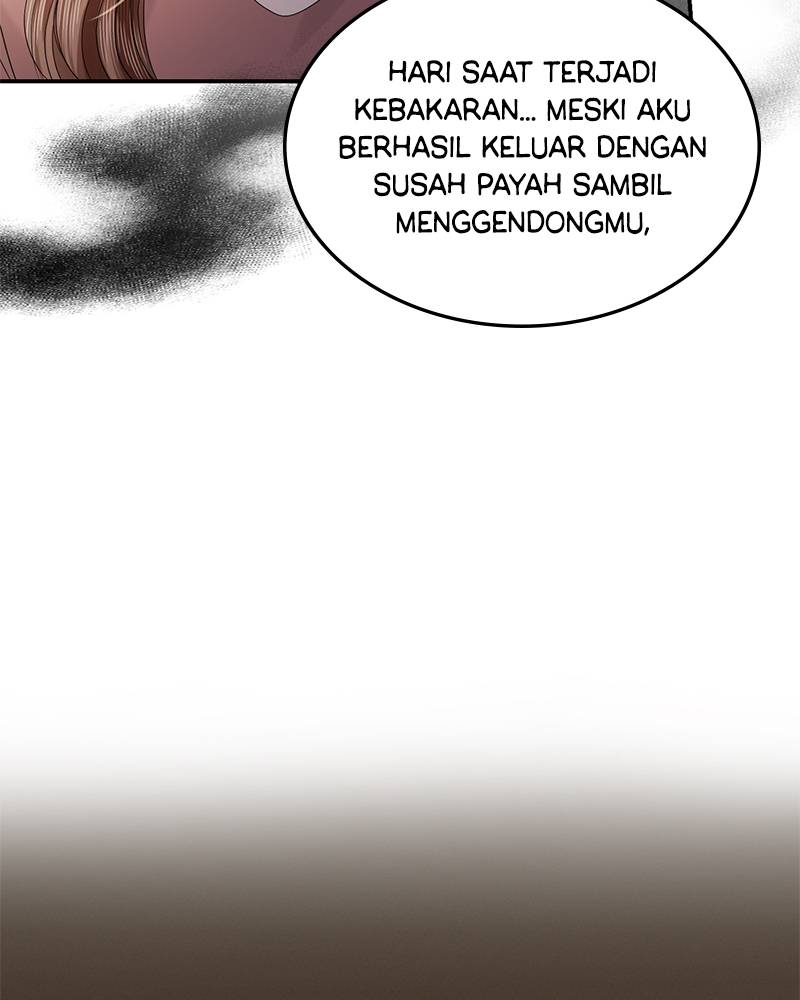 HARI SAAT TERJADI
KEBAKARAN... MESKI AKU
BERHASIL KELUAR DENGAN
SUSAH PAYAH SAMBIL
MENGGENDONGMU,